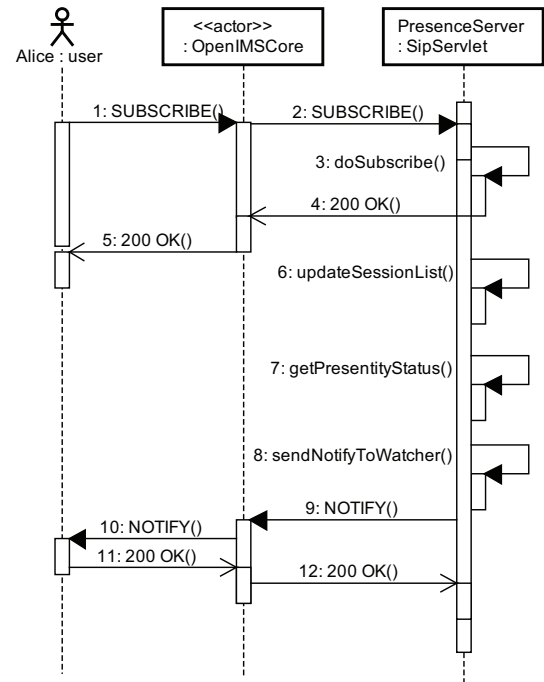 <<actor>>
: OpenIMSCore
PresenceServer
: SipServlet
Alice : user
1: SUBSCRIBE()
2: SUBSCRIBE()
3: doSubscribe()
4: 200 OK()
5: 200 OK()
6: updateSessionList()
7: getPresentityStatus()
8: sendNotifyToWatcher()
9: NOTIFY()
10: NOTIFY()
11: 200 OK()
12: 200 OK()